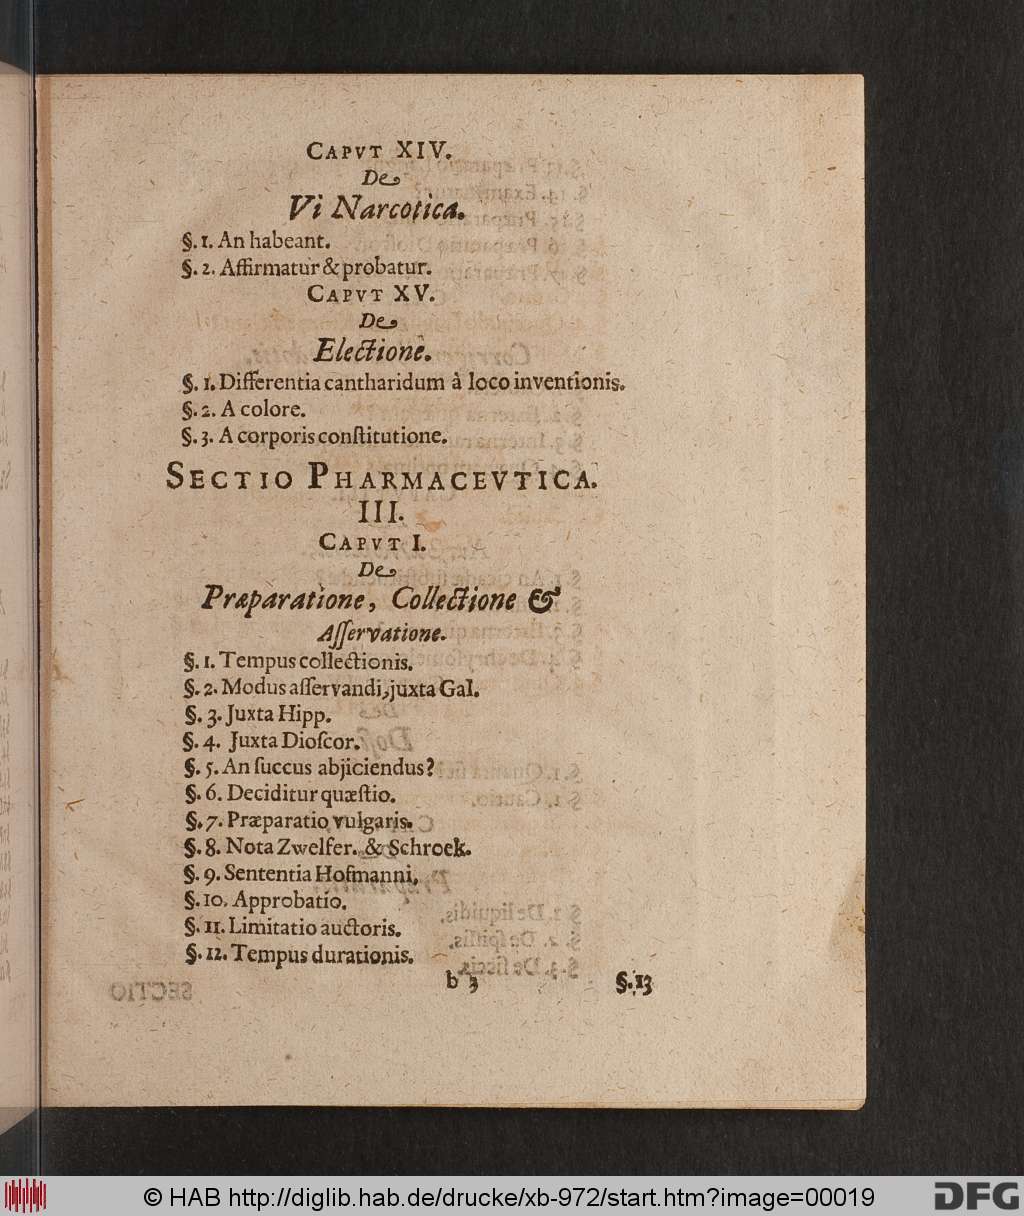 CAPVT XIV.
De
Vi Narcotica.
§. 1. An habeant.
§. 2. Affirmatur & probatur.
CAPVT XV.
De
Electione.
§. 1. Differentia cantharidum à loco inventionis.
§. 2. A colore.
§. 3. A corporis conſtitutione.
SECTIO PHARMACEVTICA.
III.
CAPVT I.
De
Præparatione, Collectione &
Aſſervatione.
§. 1. Tempus collectionis.
§. 2. Modus aſſervandi, juxta Gal.
§. 3. Juxta Hipp.
§. 4. Juxta Dioſcor.
§. 5. An ſuccus abjiciendus?
§. 6. Deciditur quæſtio.
§. 7. Præparatio vulgaris.
§. 8. Nota Zwelfer. & Schroek.
§. 9. Sententia Hofmanni,
§. 10. Approbatio.
§. 11. Limitatio auctoris.
§. 12. Tempus durationis.
b 3 §. 13
© HAB http://diglib.hab.de/drucke/xb-972/start.htm?image=00019
DFG